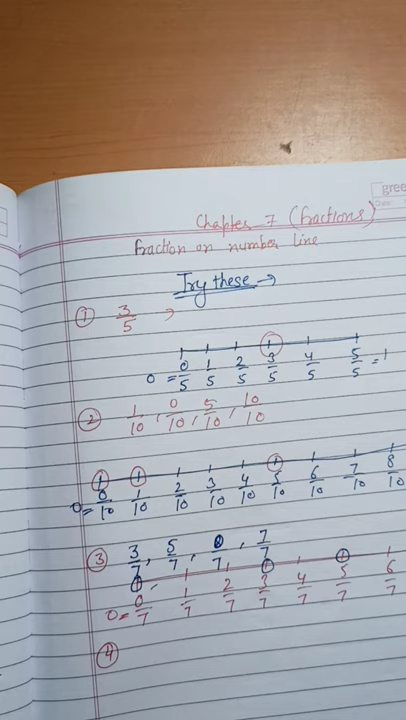 gree
Date
Chapter 7 (fractions)
fraction on number line
Try these →
① 3/5 →
0 = 0/5 1/5 2/5 3/5 4/5 5/5 = 1
② 1/10, 0/10, 5/10, 10/10
0 = 0/10 1/10 2/10 3/10 4/10 5/10 6/10 7/10 8/10
③ 3/7, 5/7, 0/7, 7/7
0 = 0/7 1/7 2/7 3/7 4/7 5/7 6/7
④